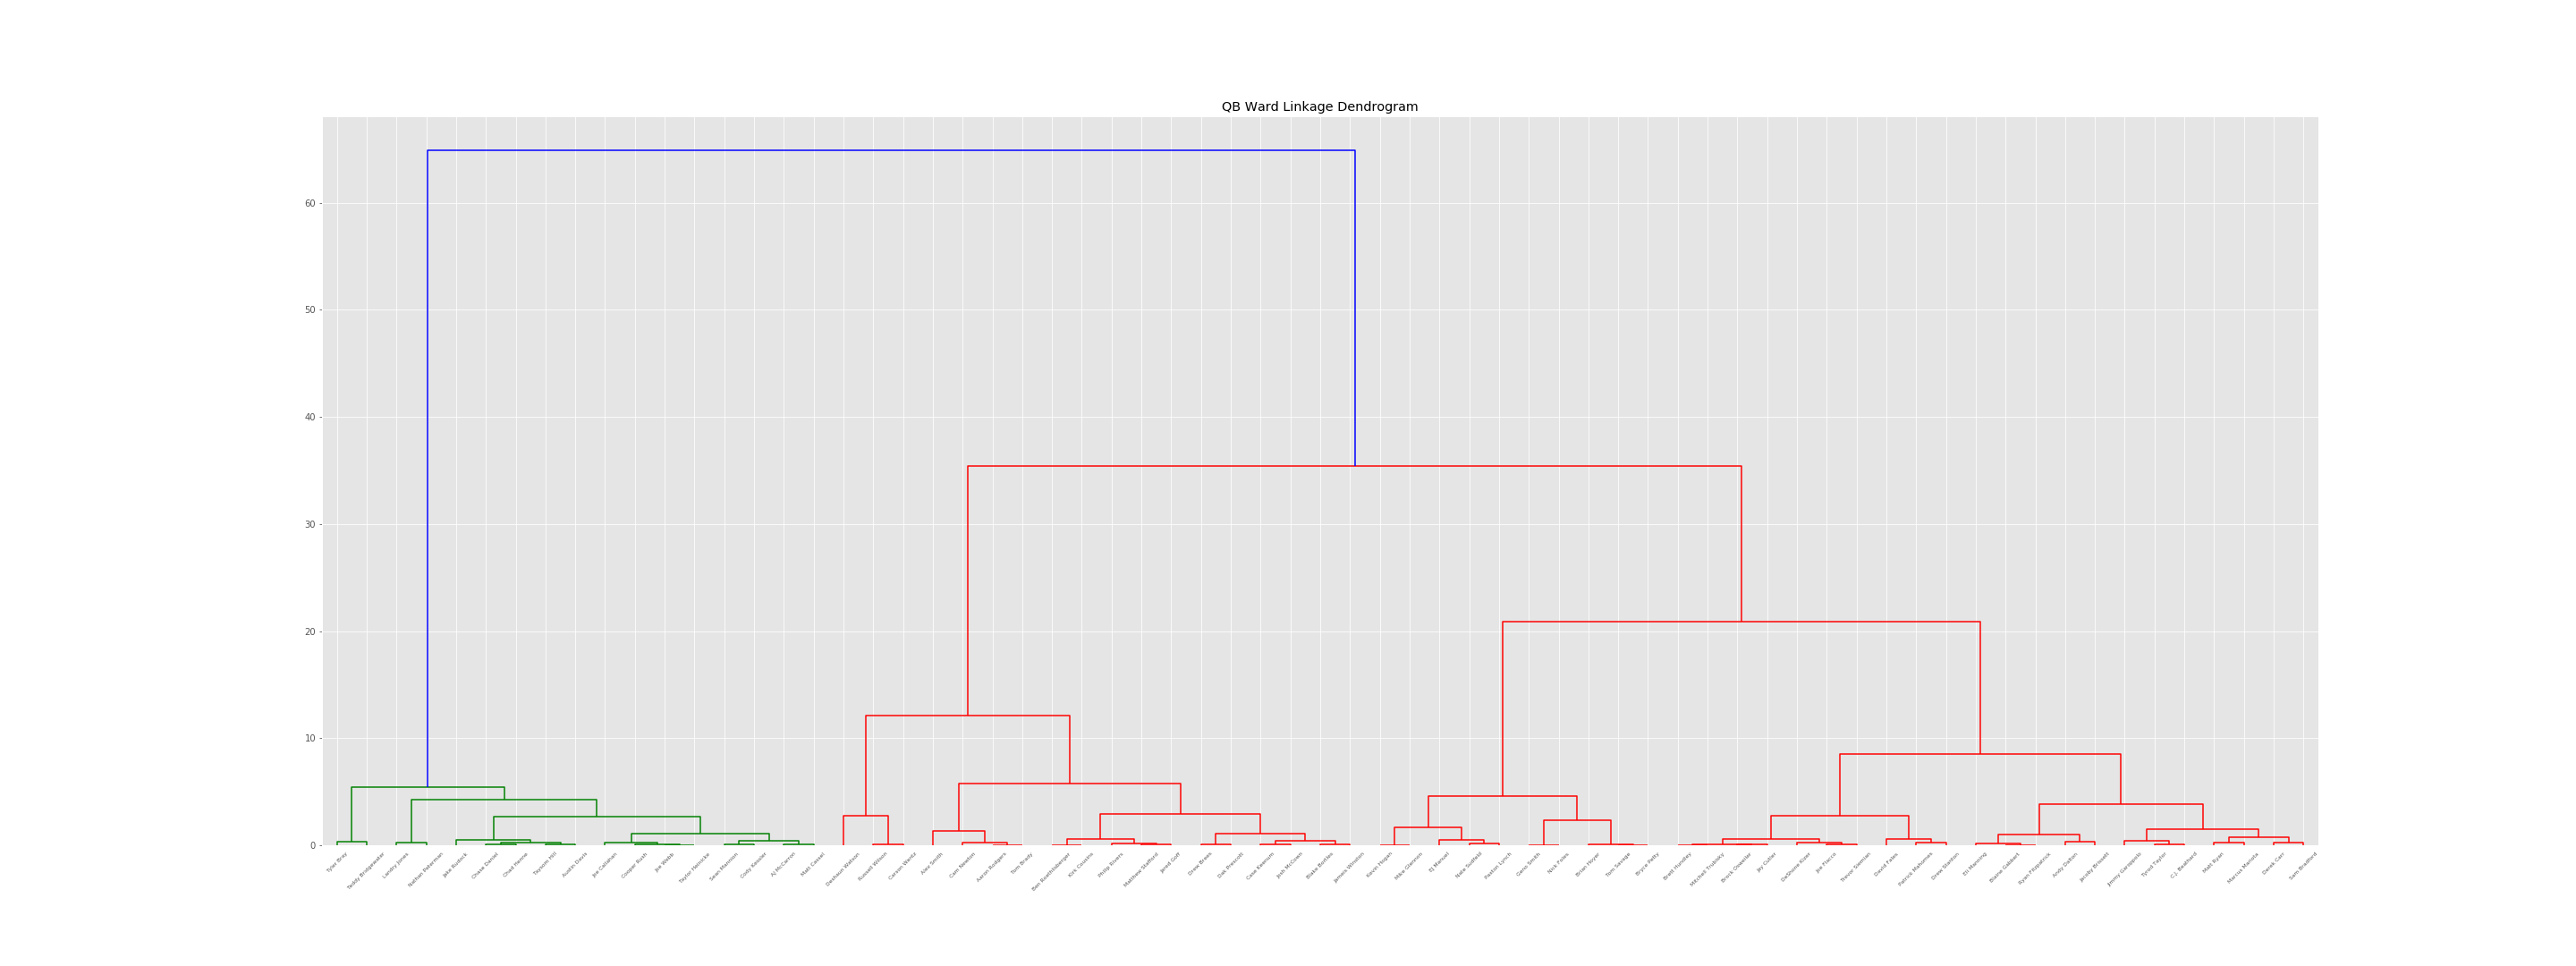 QB Ward Linkage Dendrogram
60
50
40
30
20
10
0
Tyler Bray
Teddy Bridgewater
Landry Jones
Nathan Peterman
Jake Rudock
Chase Daniel
Chad Henne
Taysom Hill
Austin Davis
Joe Callahan
Cooper Rush
Joe Webb
Taylor Heinicke
Sean Mannion
Cody Kessler
AJ McCarron
Matt Cassel
Deshaun Watson
Russell Wilson
Carson Wentz
Alex Smith
Cam Newton
Aaron Rodgers
Tom Brady
Ben Roethlisberger
Kirk Cousins
Philip Rivers
Matthew Stafford
Jared Goff
Drew Brees
Dak Prescott
Case Keenum
Josh McCown
Blake Bortles
Jameis Winston
Kevin Hogan
Mike Glennon
EJ Manuel
Nate Sudfeld
Paxton Lynch
Geno Smith
Nick Foles
Brian Hoyer
Tom Savage
Bryce Petty
Brett Hundley
Mitchell Trubisky
Brock Osweiler
Jay Cutler
DeShone Kizer
Joe Flacco
Trevor Siemian
David Fales
Patrick Mahomes
Drew Stanton
Eli Manning
Blaine Gabbert
Ryan Fitzpatrick
Andy Dalton
Jacoby Brissett
Jimmy Garoppolo
Tyrod Taylor
C.J. Beathard
Matt Ryan
Marcus Mariota
Derek Carr
Sam Bradford